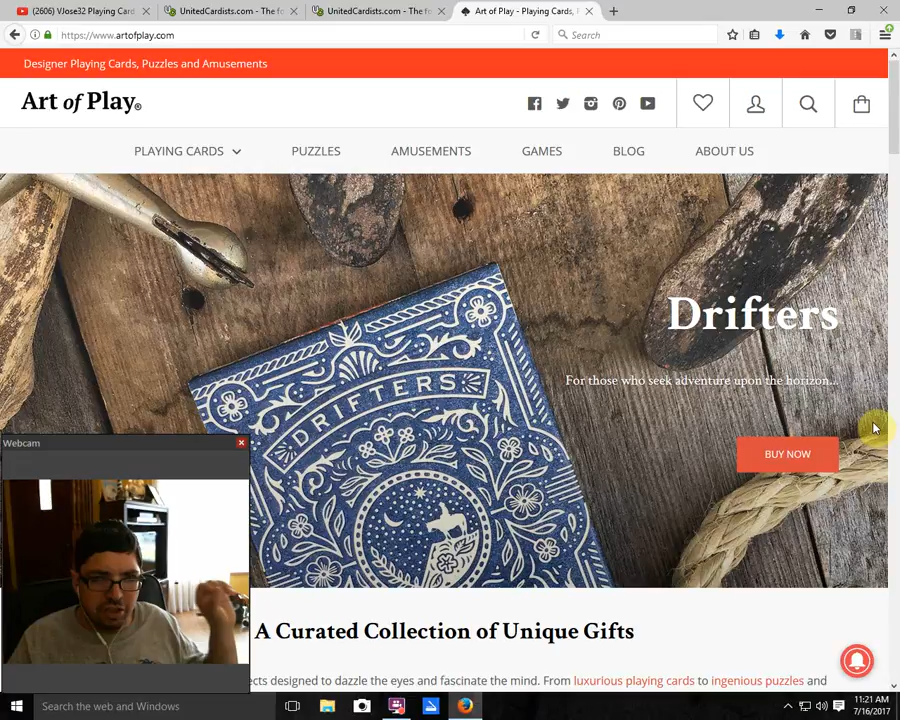 (2606) VJose32 Playing Card
UnitedCardists.com - The fo
UnitedCardists.com - The fo
Art of Play - Playing Cards, P
https://www.artofplay.com
Search
Designer Playing Cards, Puzzles and Amusements
Art of Play®
PLAYING CARDS
PUZZLES
AMUSEMENTS
GAMES
BLOG
ABOUT US
Drifters
For those who seek adventure upon the horizon...
DRIFTERS
BUY NOW
Webcam
A Curated Collection of Unique Gifts
ects designed to dazzle the eyes and fascinate the mind. From luxurious playing cards to ingenious puzzles and
Search the web and Windows
11:21 AM
7/16/2017